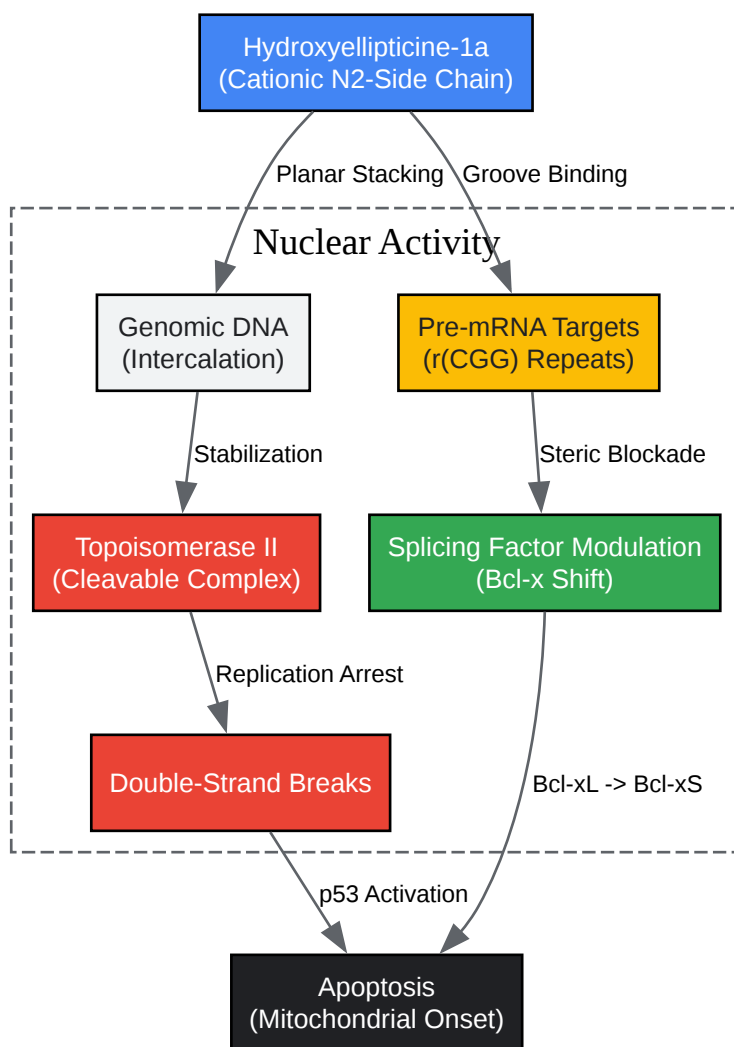 Hydroxyellipticine-1a
(Cationic N2-Side Chain)
Planar Stacking
Groove Binding
Nuclear Activity
Genomic DNA
(Intercalation)
Pre-mRNA Targets
(r(CGG) Repeats)
Stabilization
Steric Blockade
Topoisomerase II
(Cleavable Complex)
Splicing Factor Modulation
(Bcl-x Shift)
Replication Arrest
Double-Strand Breaks
Bcl-xL -> Bcl-xS
p53 Activation
Apoptosis
(Mitochondrial Onset)